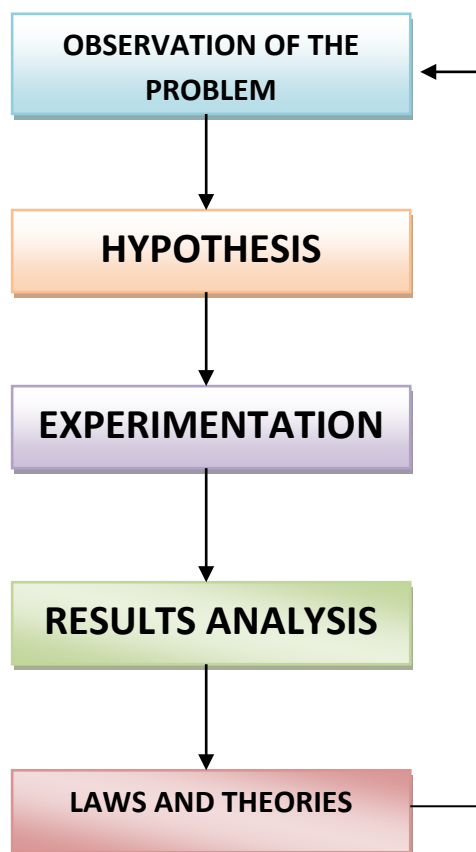 OBSERVATION OF THE
PROBLEM
HYPOTHESIS
EXPERIMENTATION
RESULTS ANALYSIS
LAWS AND THEORIES